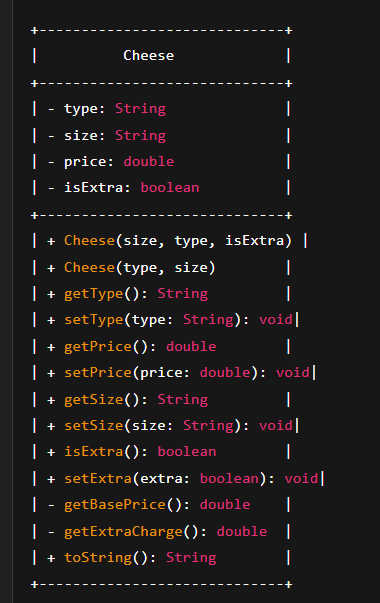 +-----------------------------+
|          Cheese             |
+-----------------------------+
| - type: String              |
| - size: String              |
| - price: double             |
| - isExtra: boolean          |
+-----------------------------+
| + Cheese(size, type, isExtra) |
| + Cheese(type, size)        |
| + getType(): String         |
| + setType(type: String): void|
| + getPrice(): double        |
| + setPrice(price: double): void|
| + getSize(): String         |
| + setSize(size: String): void|
| + isExtra(): boolean        |
| + setExtra(extra: boolean): void|
| - getBasePrice(): double    |
| - getExtraCharge(): double  |
| + toString(): String        |
+-----------------------------+